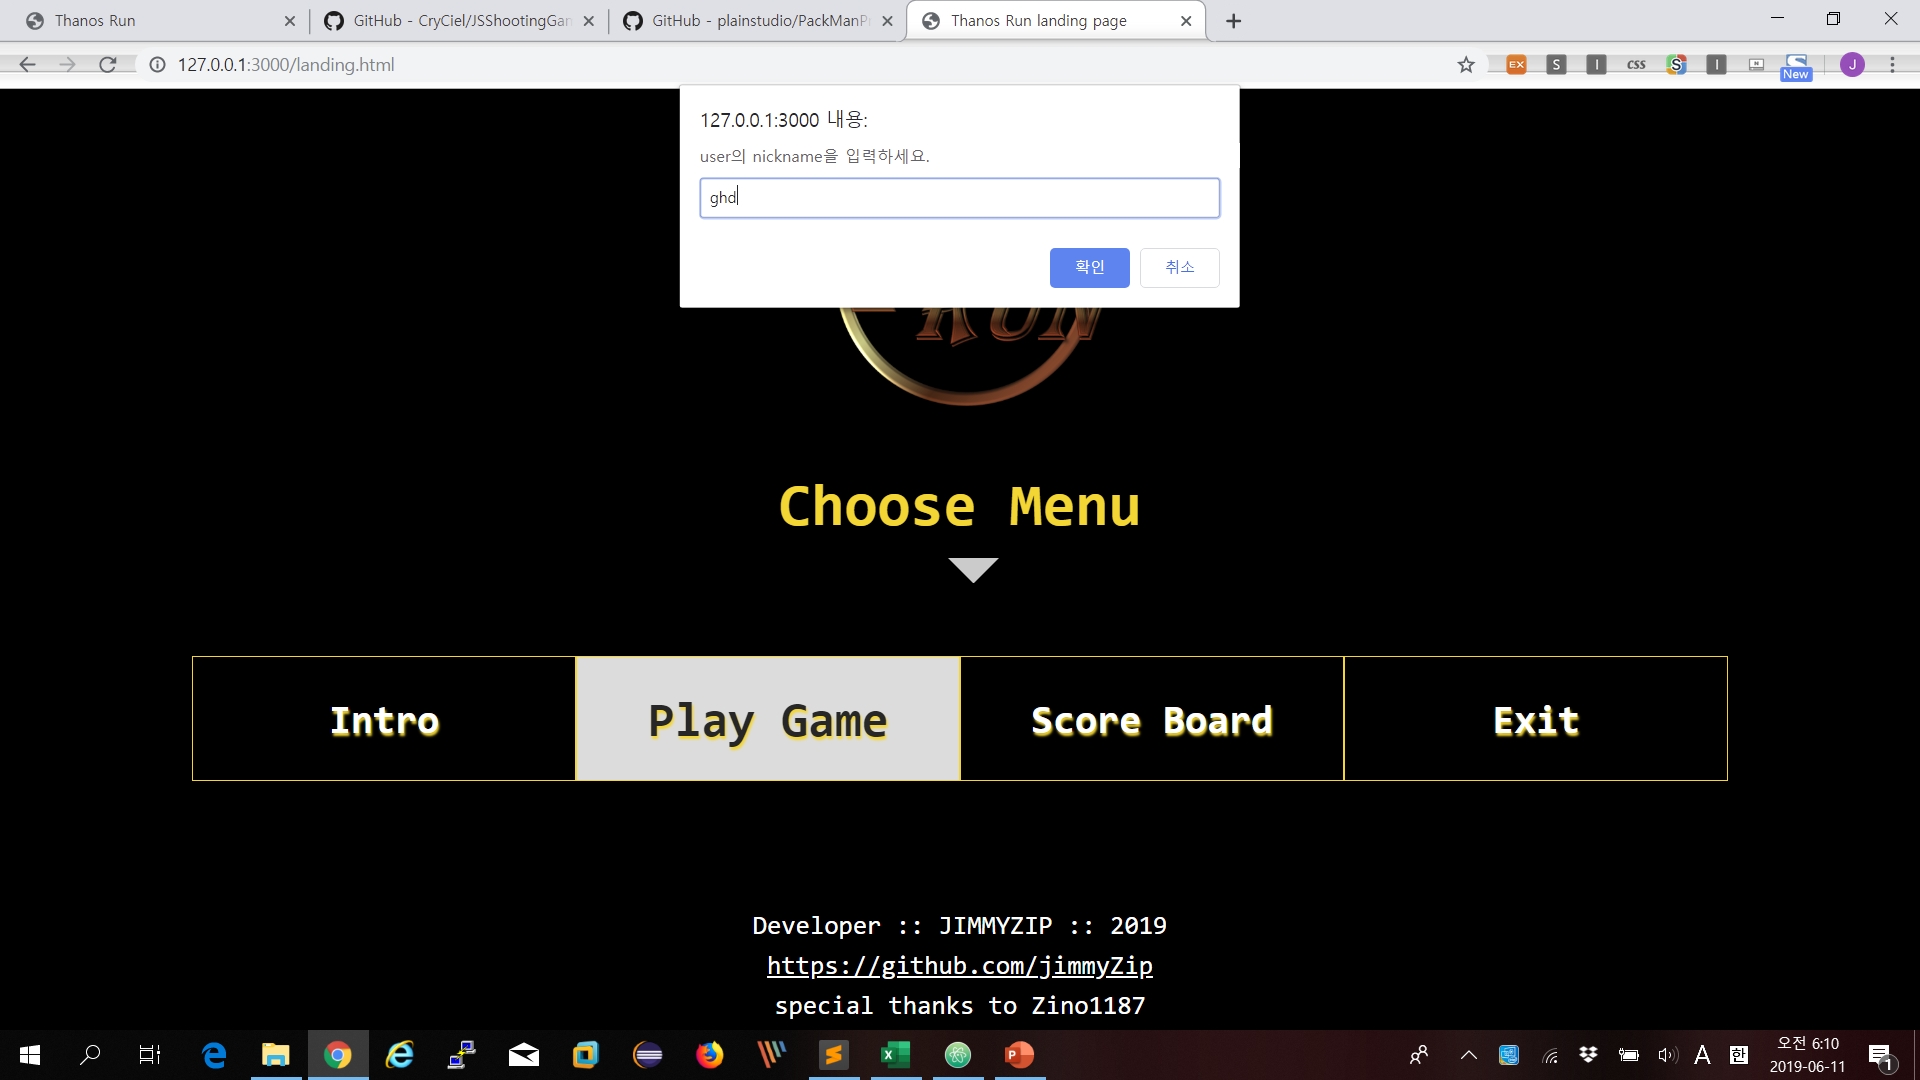 Thanos Run
GitHub - CryCiel/JSShootingGan
GitHub - plainstudio/PackManPr
Thanos Run landing page
127.0.0.1:3000/landing.html
EX
S
I
css
S
I
N
New
J
127.0.0.1:3000 내용:
user의 nickname을 입력하세요.
ghd
확인
취소
RUN
Choose Menu
Intro
Play Game
Score Board
Exit
Developer :: JIMMYZIP :: 2019
https://github.com/jimmyZip
special thanks to Zino1187
A
한
오전 6:10
2019-06-11
1